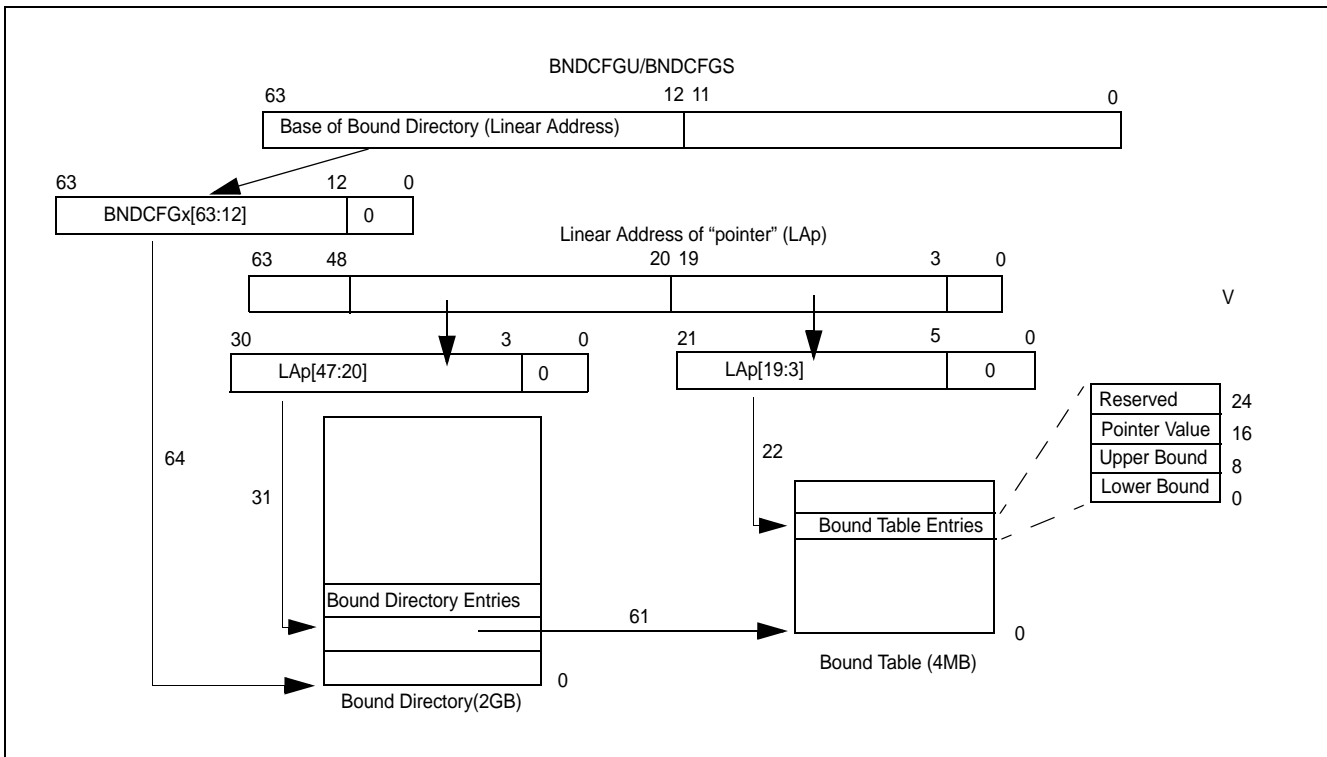 BNDCFGU/BNDCFGS
63 12 11 0
Base of Bound Directory (Linear Address)
63 12 0
BNDCFGx[63:12] 0
Linear Address of “pointer” (LAp)
63 48 20 19 3 0
V
30 3 0
LAp[47:20] 0
21 5 0
LAp[19:3] 0
Reserved 24
Pointer Value 16
Upper Bound 8
Lower Bound 0
64
31
22
Bound Table Entries
Bound Directory Entries
61
0
Bound Table (4MB)
0
Bound Directory(2GB)